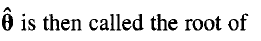 θ̂ is then called the root of